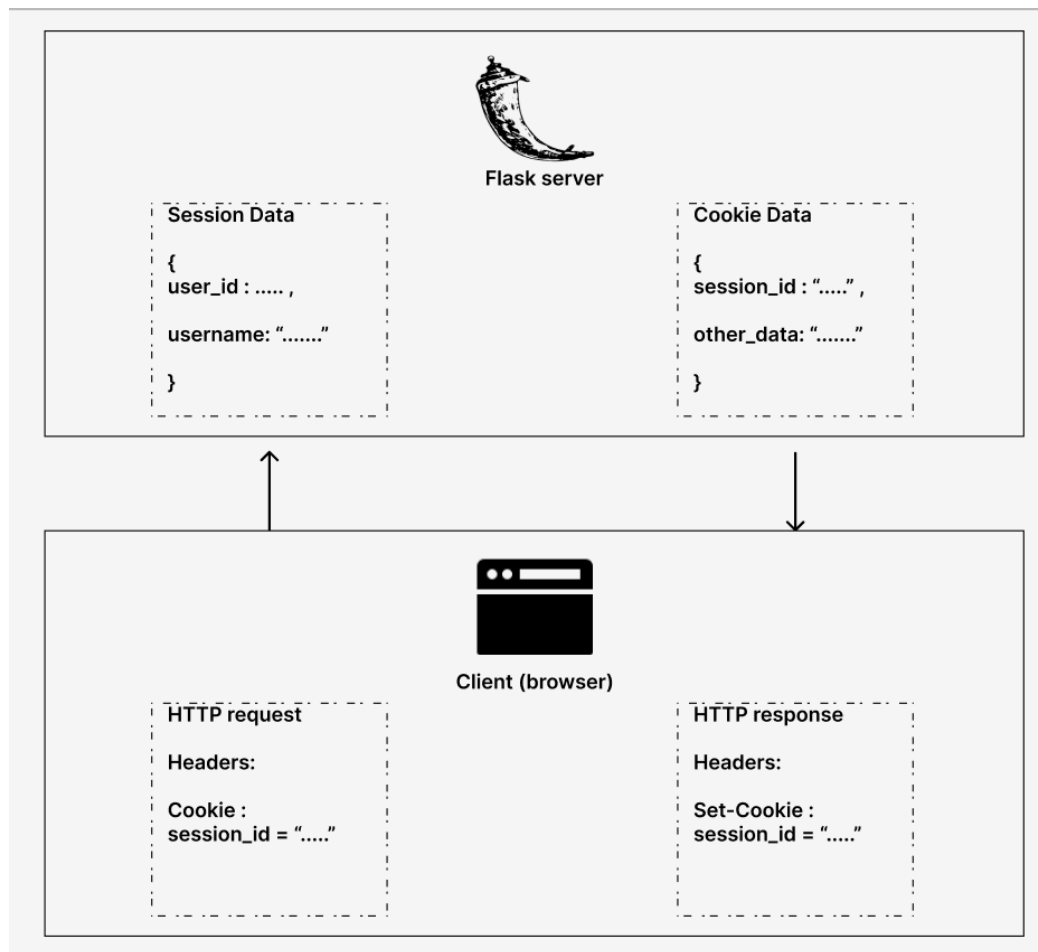 Flask server
Session Data
{
user_id : ..... ,
username: “.......”
}
Cookie Data
{
session_id : “.....” ,
other_data: “.......”
}
Client (browser)
HTTP request
Headers:
Cookie :
session_id = “.....”
HTTP response
Headers:
Set-Cookie :
session_id = “.....”